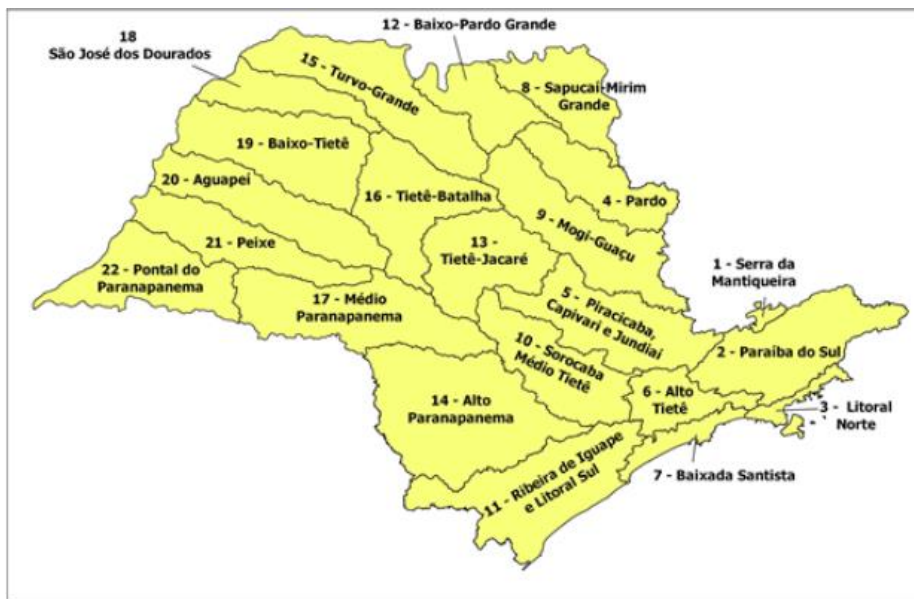 12 - Baixo-Pardo Grande
18
São José dos Dourados
15 - Turvo-Grande
8 - Sapucaí-Mirim
Grande
19 - Baixo-Tietê
20 - Aguapeí
16 - Tietê-Batalha
4 - Pardo
9 - Mogi-Guaçu
21 - Peixe
13 -
Tietê-Jacaré
22 - Pontal do
Paranapanema
1 - Serra da
Mantiqueira
17 - Médio
Paranapanema
5 - Piracicaba,
Capivari e Jundiaí
2 - Paraíba do Sul
10 - Sorocaba
Médio Tietê
6 - Alto
Tietê
14 - Alto
Paranapanema
3 - Litoral
Norte
11 - Ribeira de Iguape
e Litoral Sul
7 - Baixada Santista